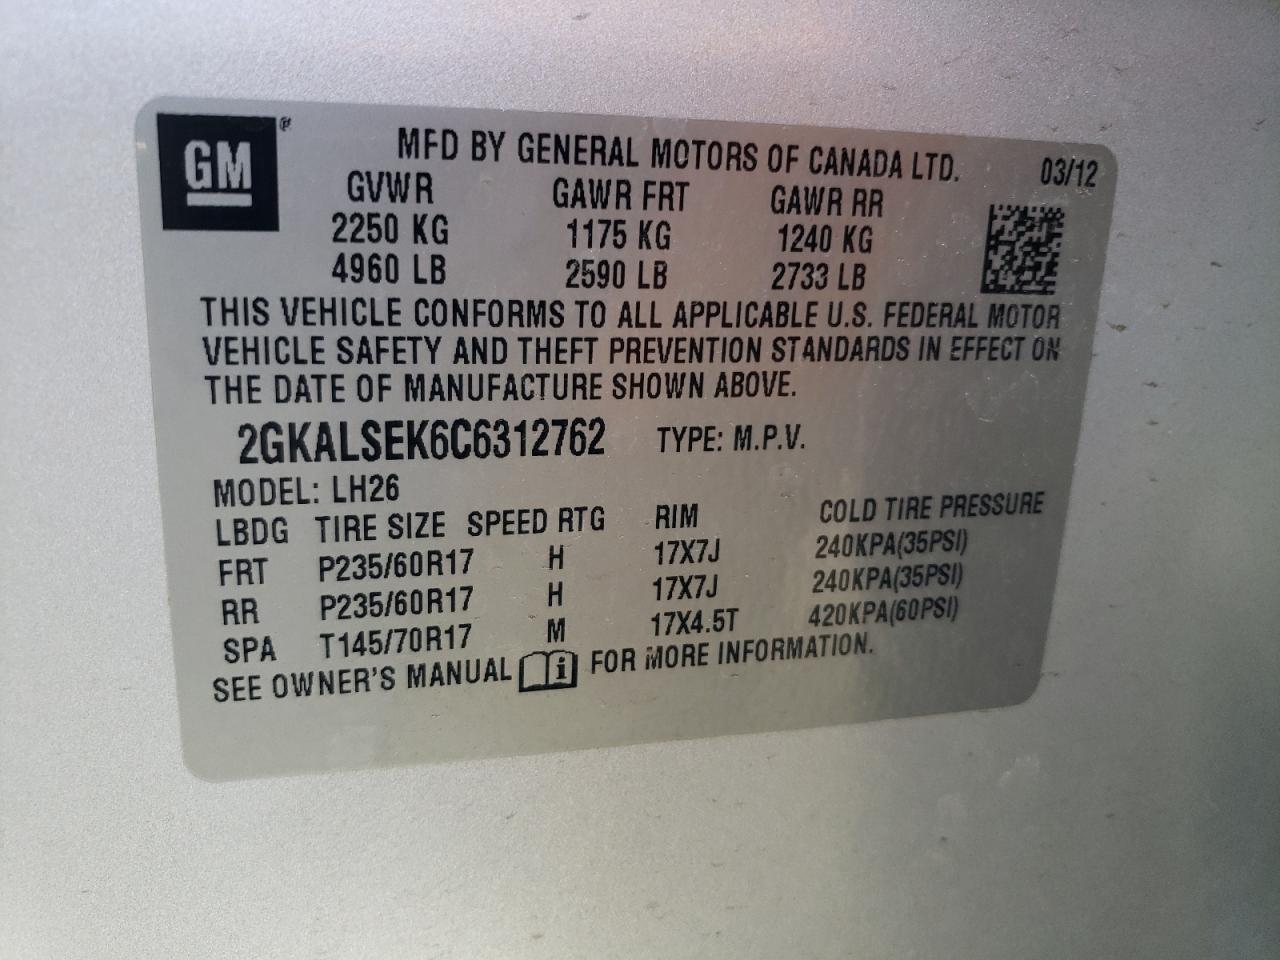 GM ®
MFD BY GENERAL MOTORS OF CANADA LTD. 03/12
GVWR GAWR FRT GAWR RR
2250 KG 1175 KG 1240 KG
4960 LB 2590 LB 2733 LB
THIS VEHICLE CONFORMS TO ALL APPLICABLE U.S. FEDERAL MOTOR
VEHICLE SAFETY AND THEFT PREVENTION STANDARDS IN EFFECT ON
THE DATE OF MANUFACTURE SHOWN ABOVE.
2GKALSEK6C6312762 TYPE: M.P.V.
MODEL: LH26
LBDG TIRE SIZE SPEED RTG RIM COLD TIRE PRESSURE
FRT P235/60R17 H 17X7J 240KPA(35PSI)
RR P235/60R17 H 17X7J 240KPA(35PSI)
SPA T145/70R17 M 17X4.5T 420KPA(60PSI)
SEE OWNER'S MANUAL i FOR MORE INFORMATION.